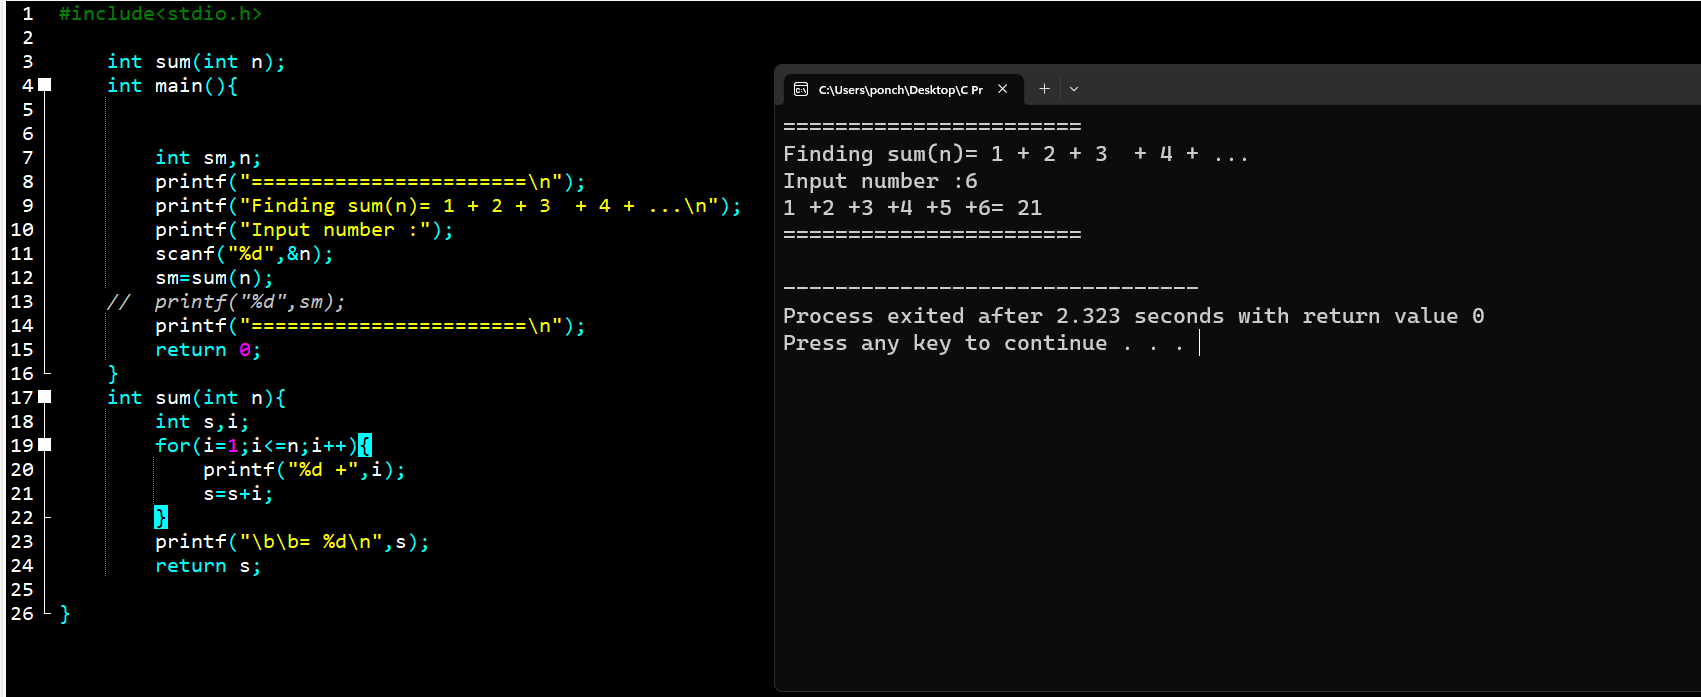 1 #include<stdio.h>
2
3 int sum(int n);
4 int main(){
5
6
7 int sm,n;
8 printf("=======================\n");
9 printf("Finding sum(n)= 1 + 2 + 3  + 4 + ...\n");
10 printf("Input number :");
11 scanf("%d",&n);
12 sm=sum(n);
13 //  printf("%d",sm);
14 printf("=======================\n");
15 return 0;
16 }
17 int sum(int n){
18 int s,i;
19 for(i=1;i<=n;i++){
20 printf("%d +",i);
21 s=s+i;
22 }
23 printf("\b\b= %d\n",s);
24 return s;
25
26 }
C:\Users\ponch\Desktop\C Pr
=======================
Finding sum(n)= 1 + 2 + 3  + 4 + ...
Input number :6
1 +2 +3 +4 +5 +6= 21
=======================
--------------------------------
Process exited after 2.323 seconds with return value 0
Press any key to continue . . .